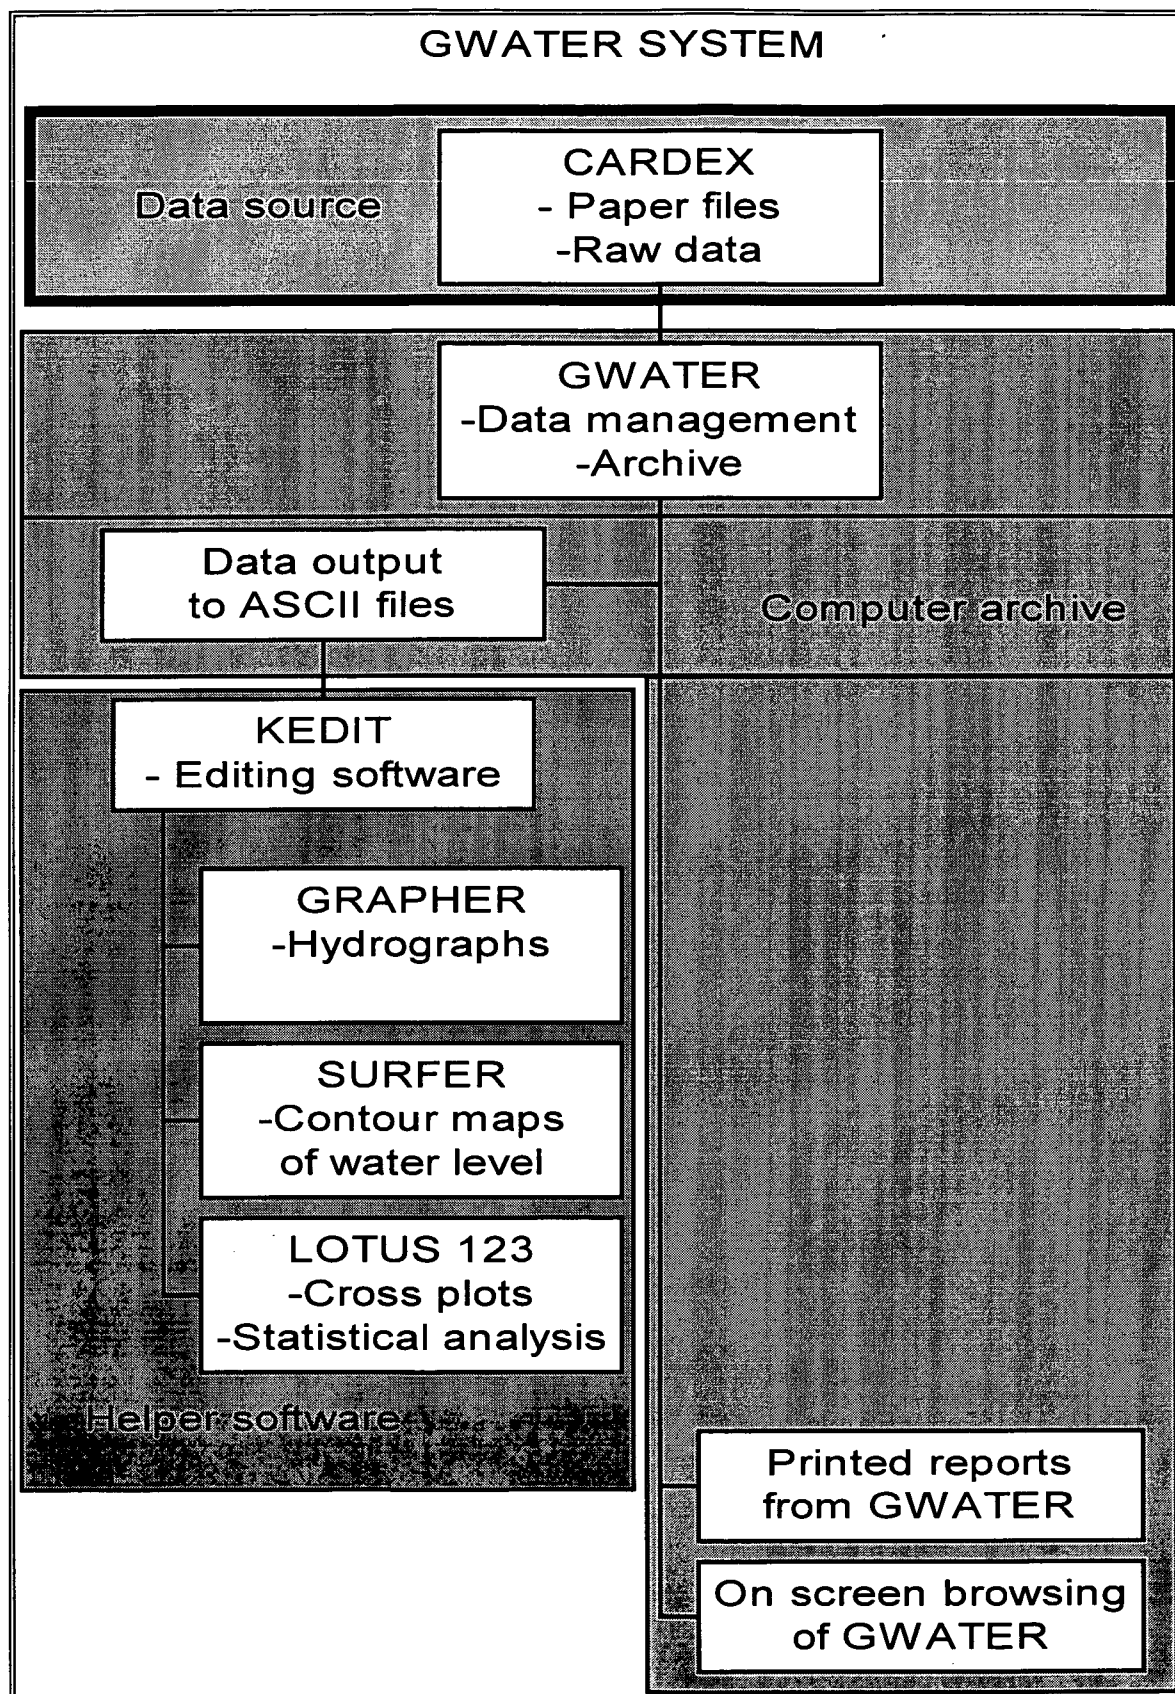 GWATER SYSTEM
Data source
CARDEX
- Paper files
-Raw data
GWATER
-Data management
-Archive
Data output
to ASCII files
Computer archive
KEDIT
- Editing software
GRAPHER
-Hydrographs
SURFER
-Contour maps
of water level
LOTUS 123
-Cross plots
-Statistical analysis
Helper software
Printed reports
from GWATER
On screen browsing
of GWATER